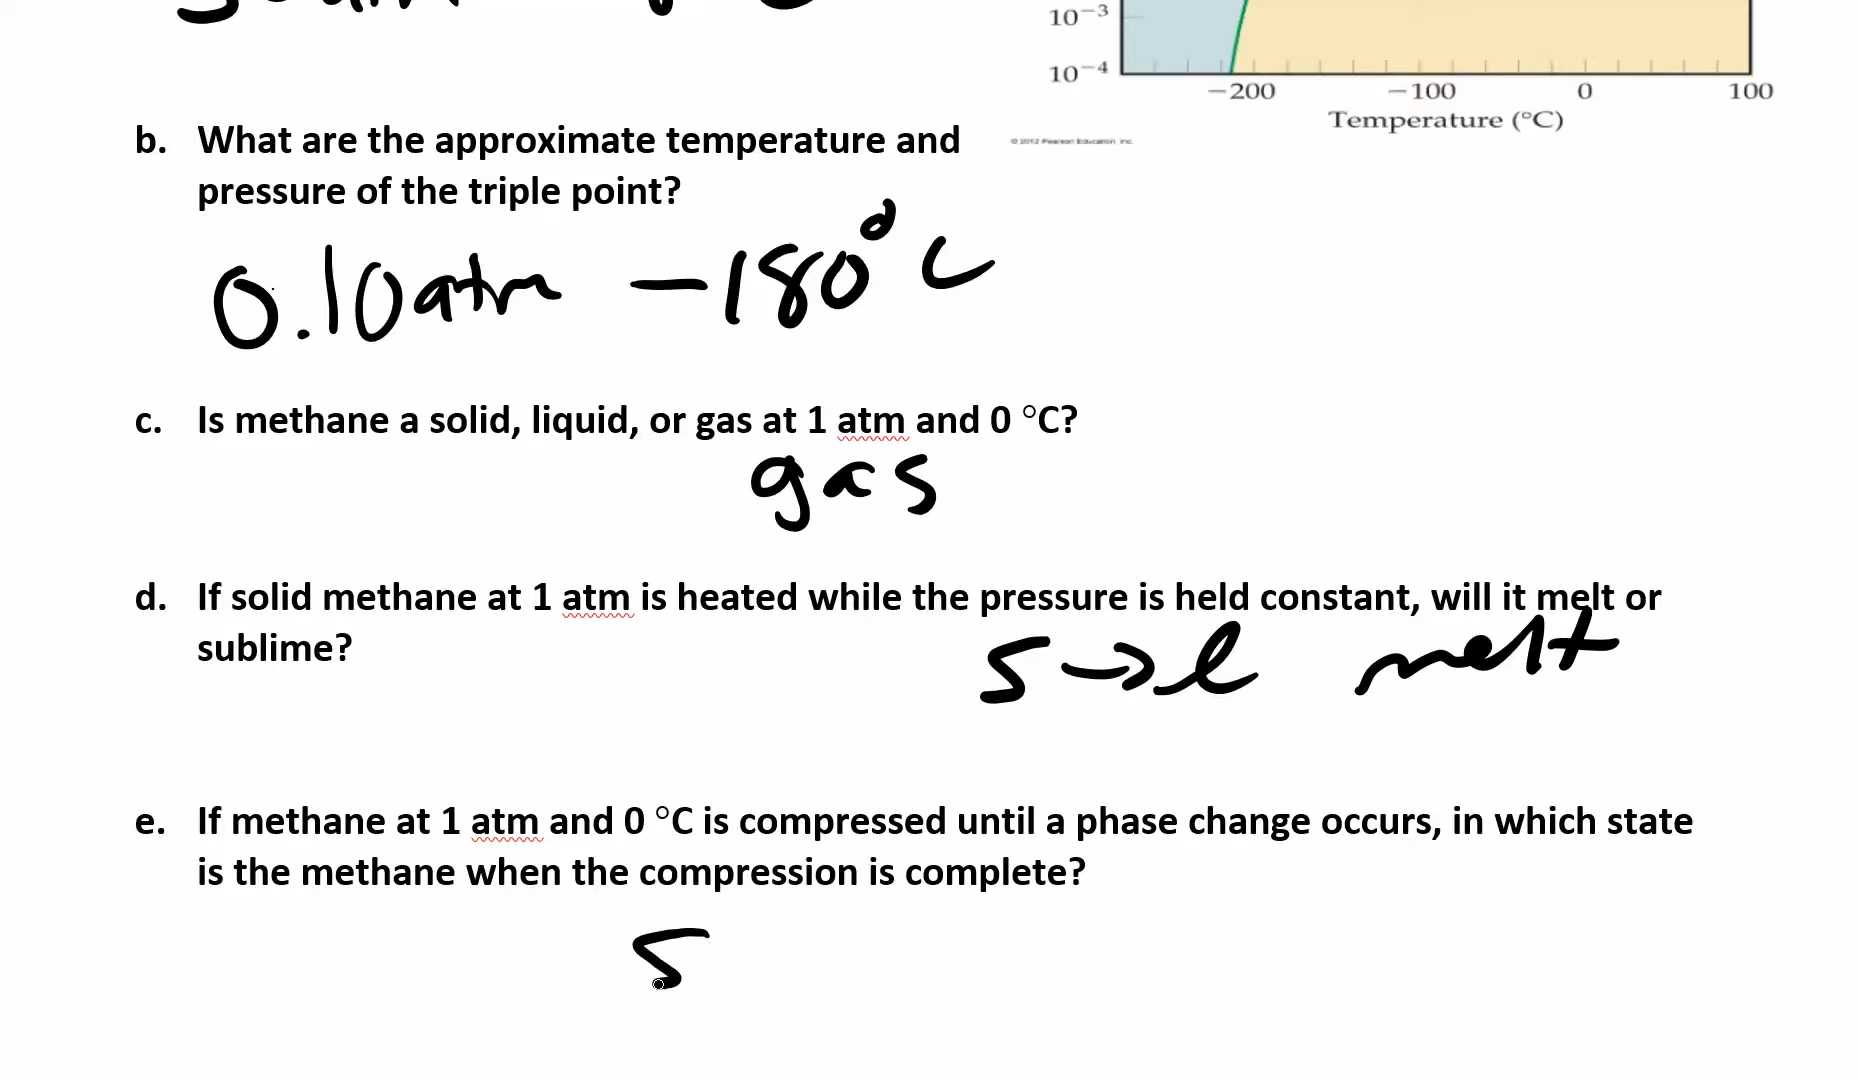 10⁻³
10⁻⁴
−200 −100 0 100
Temperature (°C)
© 2012 Pearson Education, Inc.
b. What are the approximate temperature and
pressure of the triple point?
0.10atm −180°C
c. Is methane a solid, liquid, or gas at 1 atm and 0 °C?
gas
d. If solid methane at 1 atm is heated while the pressure is held constant, will it melt or
sublime?
s → l melt
e. If methane at 1 atm and 0 °C is compressed until a phase change occurs, in which state
is the methane when the compression is complete?
s